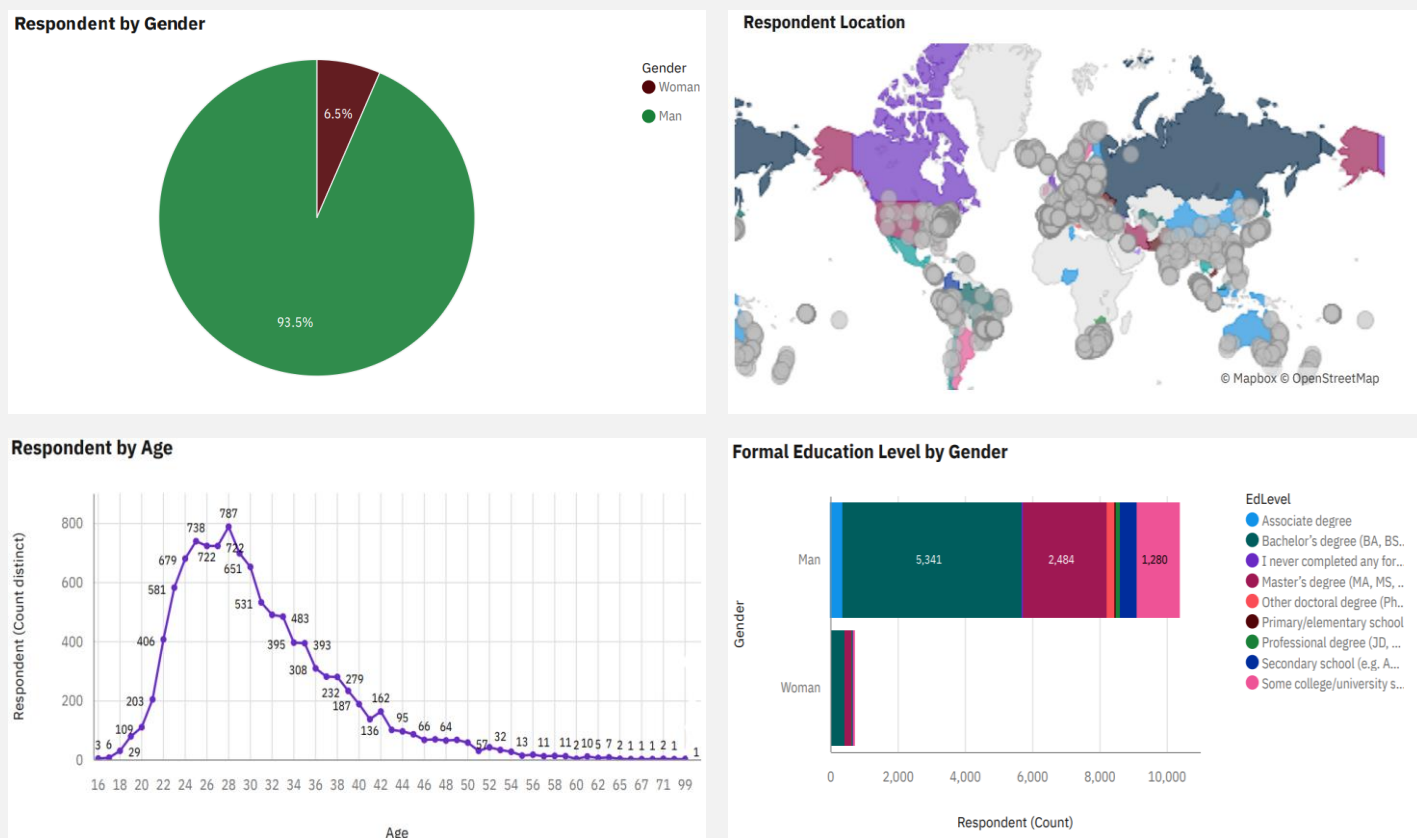 Respondent by Gender
Gender
Woman
Man
6.5%
93.5%
Respondent Location
© Mapbox © OpenStreetMap
Respondent by Age
Respondent (Count distinct)
800
600
400
200
0
3 6 29 109 203 406 581 679 738 722 787 722 651 531 483 395 393 308 279 232 187 162 136 95 66 64 57 32 13 11 11 2 10 5 7 2 1 1 1 2 1 1
16 18 20 22 24 26 28 30 32 34 36 38 40 42 44 46 48 50 52 54 56 58 60 62 65 67 71 99
Age
Formal Education Level by Gender
Gender
Man
5,341
2,484
1,280
Woman
0 2,000 4,000 6,000 8,000 10,000
Respondent (Count)
EdLevel
Associate degree
Bachelor's degree (BA, BS..
I never completed any for...
Master's degree (MA, MS, ..
Other doctoral degree (Ph..
Primary/elementary school
Professional degree (JD, ...
Secondary school (e.g. A...
Some college/university s...